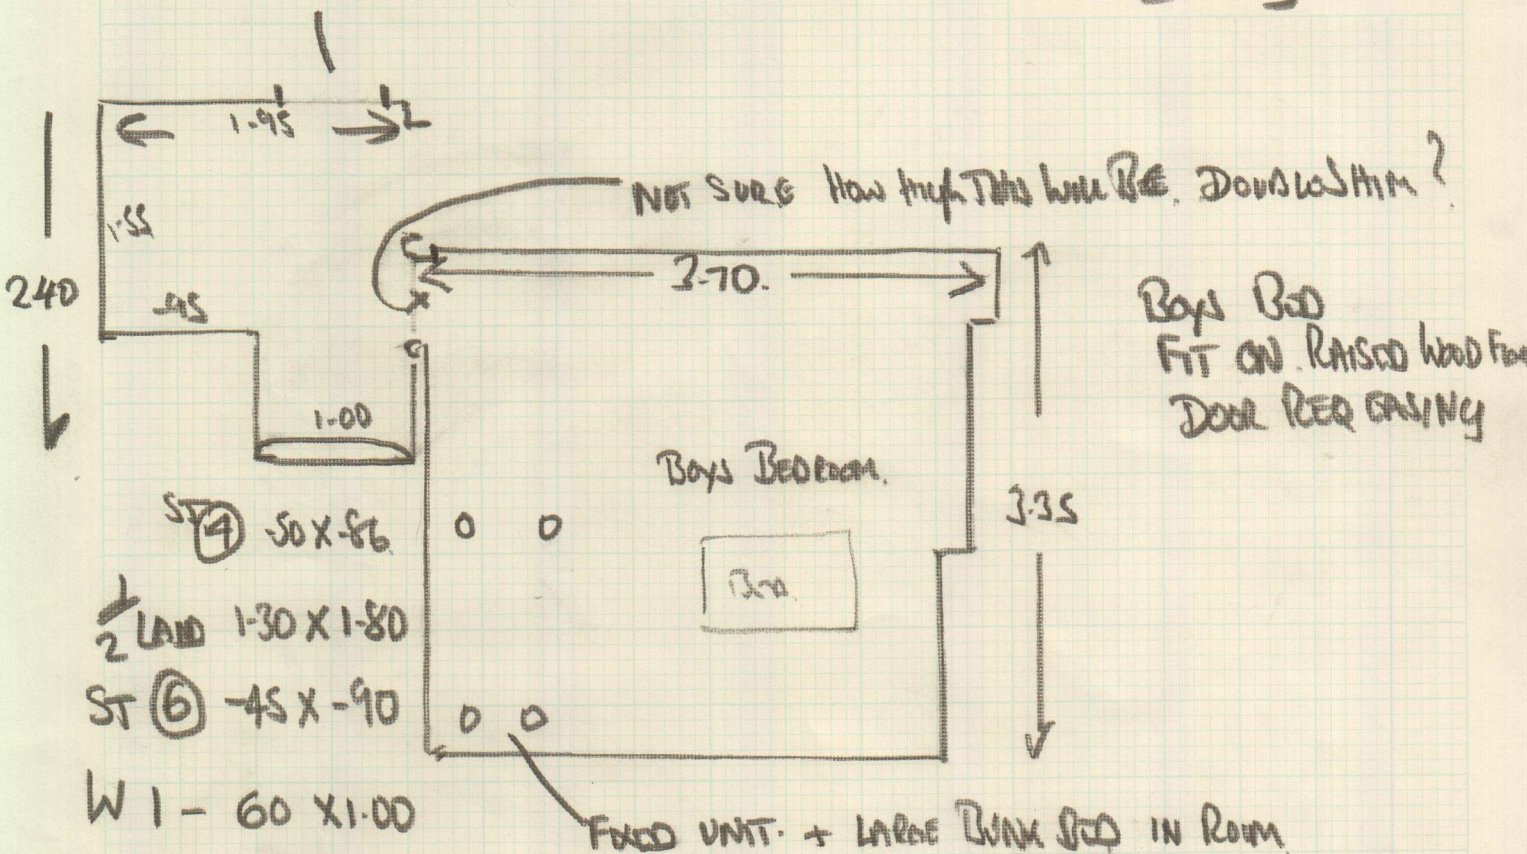 1.95
1.55
240
.95
1.00
NOT SURE HOW HIGH THIS WILL BE. DOUBLE SHIM?
3.70.
BOYS BED
FIT ON RAISED WOOD
DOOR REQ EASING
BOYS BEDROOM.
3.35
BED.
ST 4 .50 X .86
1/2 LAND 1.30 X 1.80
ST 6 .45 X .90
W 1 - 60 X 1.00
FIXED UNIT. + LARGE BUNK BED IN ROOM